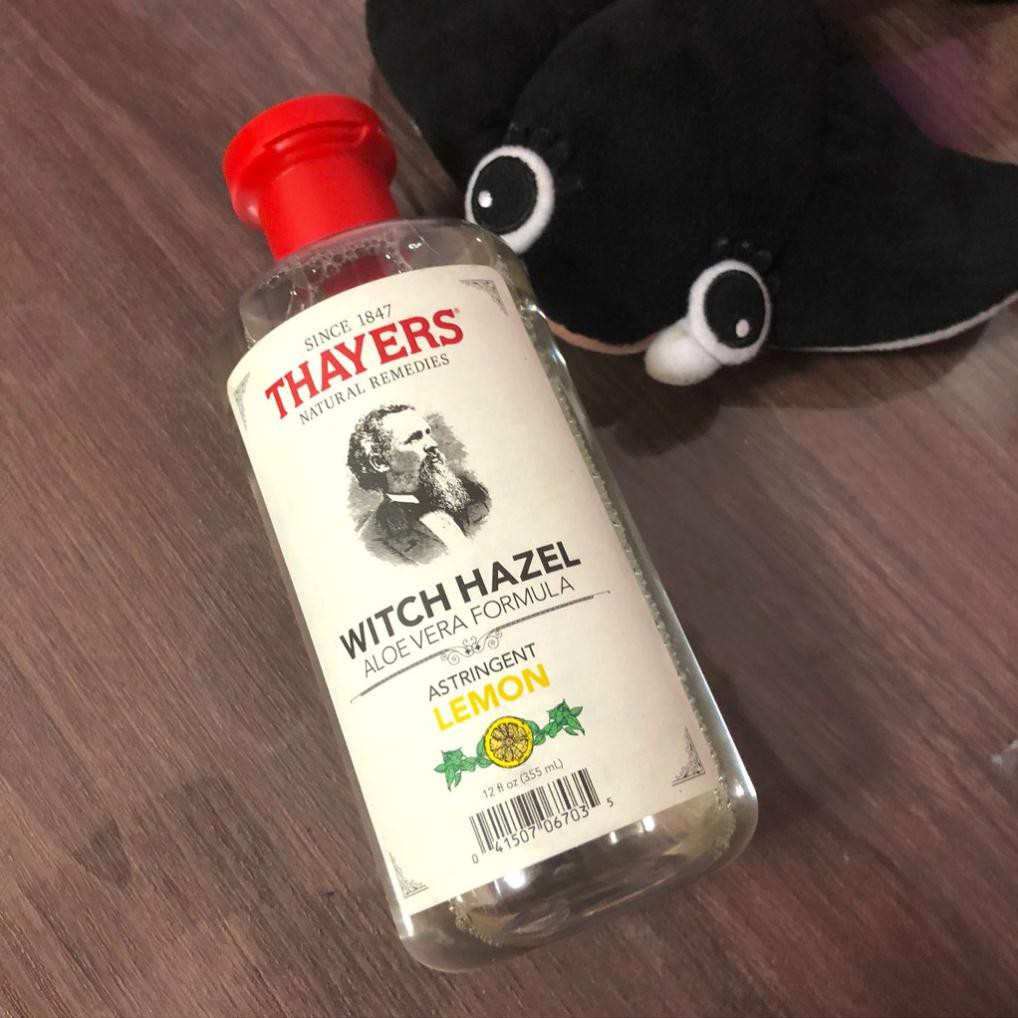 SINCE 1847
THAYERS®
NATURAL REMEDIES
WITCH HAZEL
ALOE VERA FORMULA
ASTRINGENT
LEMON
12 fl oz (355 mL)
0 41507 06703 5